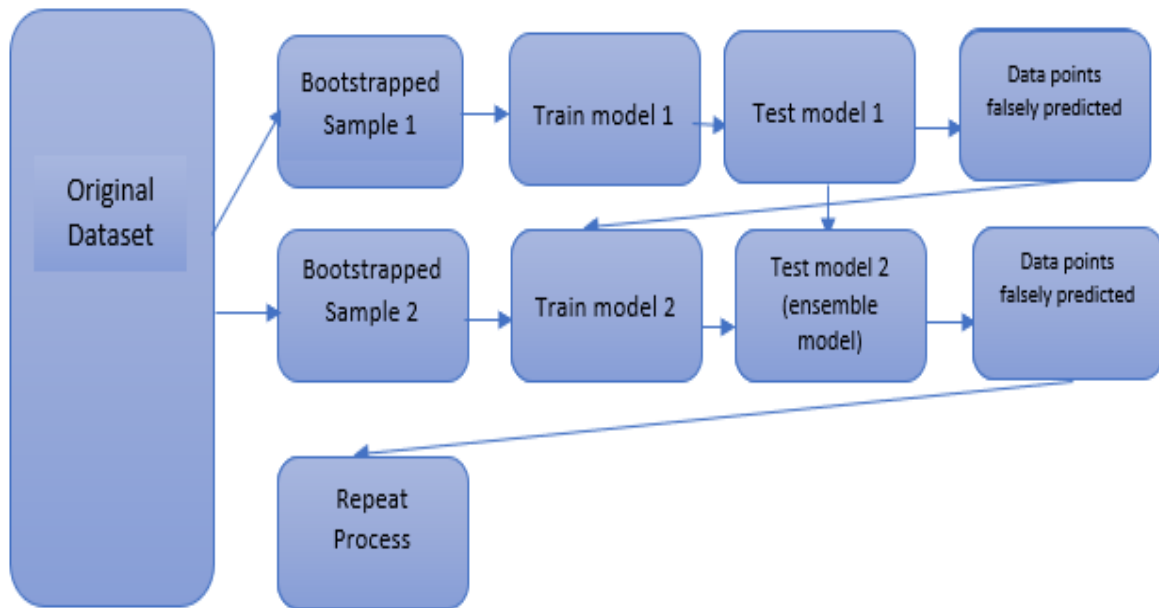 Original
Dataset
Bootstrapped
Sample 1
Train model 1
Test model 1
Data points
falsely predicted
Bootstrapped
Sample 2
Train model 2
Test model 2
(ensemble
model)
Data points
falsely predicted
Repeat
Process